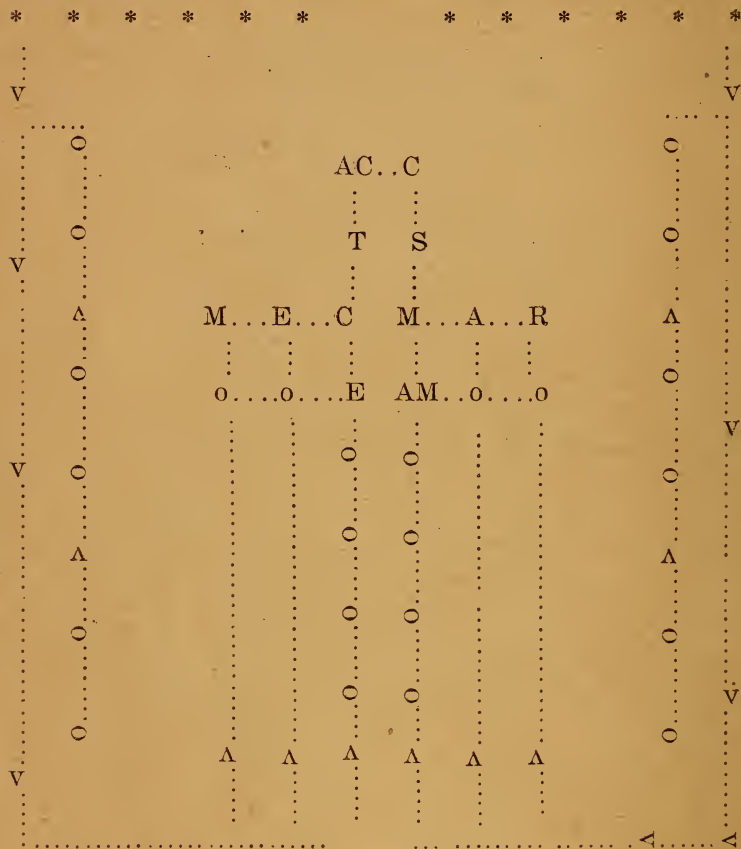 * * * * * * * * * * * *
V V
O O
AC..C
O T S O
V
Λ M...E...C M...A...R Λ
O o....o....E AM..o....o O
V
O O O O
V
O O
Λ Λ
O O O O
O O
V
O O
Λ Λ Λ Λ Λ Λ
V
Λ Λ